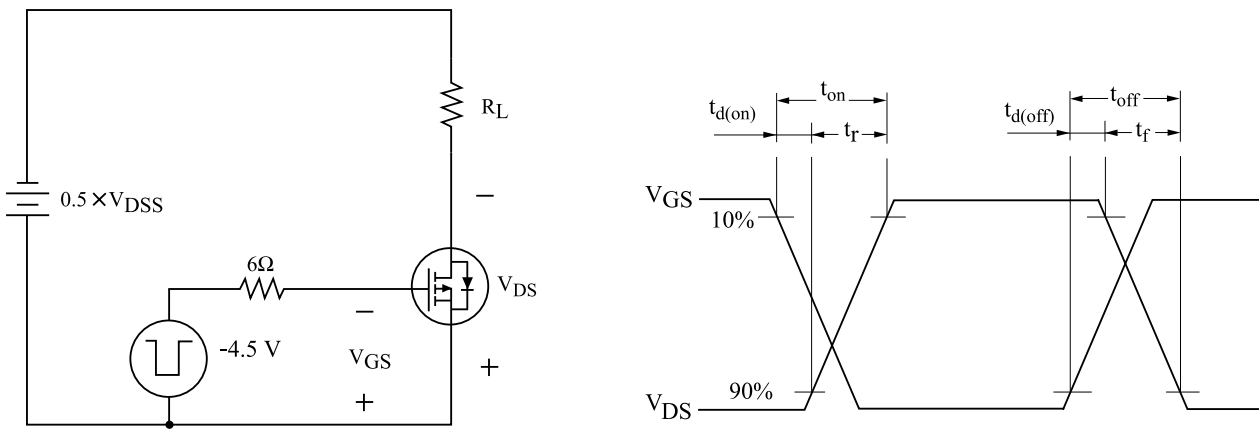 R_L
0.5 ×V_DSS
6Ω
V_DS
-4.5 V
V_GS
−
+
−
+
t_on
t_off
t_d(on)
t_r
t_d(off)
t_f
V_GS
10%
90%
V_DS